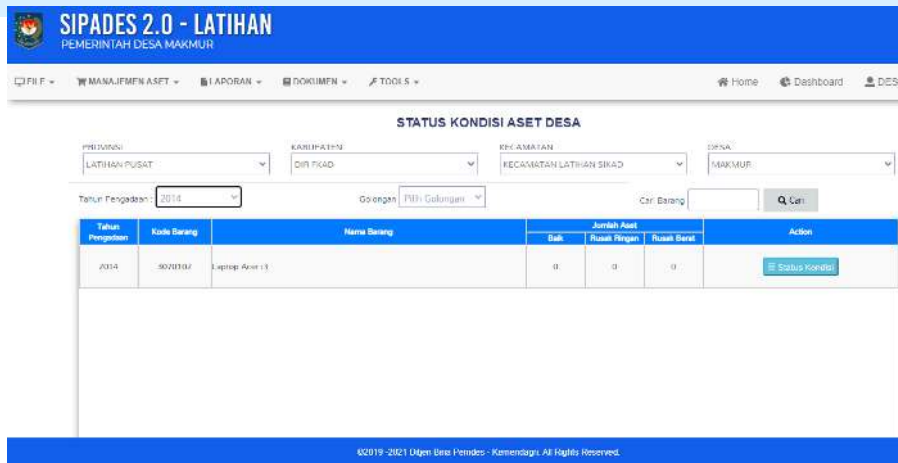 SIPADES 2.0 - LATIHAN
PEMERINTAH DESA MAKMUR
FILE MANAJEMEN ASET LAPORAN DOKUMEN TOOLS Home Dashboard DES
STATUS KONDISI ASET DESA
PROVINSI KABUPATEN KECAMATAN DESA
LATIHAN PUSAT DIR FKAD KECAMATAN LATIHAN SIKAD MAKMUR
Tahun Pengadaan : 2014 Golongan Pilih Golongan Cari Barang Cari
Tahun Pengadaan Kode Barang Nama Barang Jumlah Aset Action
Baik Rusak Ringan Rusak Berat
2014 Laptop Acer i3 0 0 0 Status Kondisi
©2019 -2021 Ditjen Bina Pemdes - Kemendagri. All Rights Reserved.